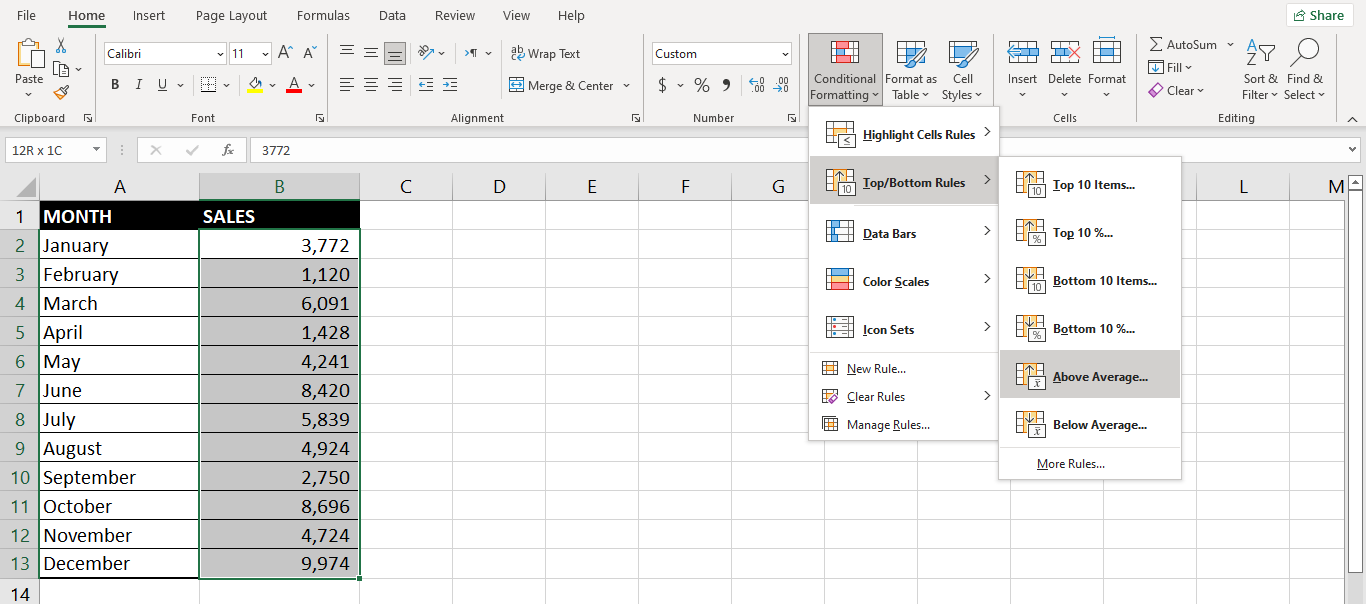 File Home Insert Page Layout Formulas Data Review View Help Share
Calibri 11 ab Wrap Text Custom AutoSum
Paste Conditional Formatting Format as Table Cell Styles Insert Delete Format Fill Sort & Filter Find & Select
B I U A Merge & Center $ % Clear
Clipboard Font Alignment Number Cells Editing
12R x 1C fx 3772
Highlight Cells Rules
Top/Bottom Rules
Data Bars
Color Scales
Icon Sets
New Rule...
Clear Rules
Manage Rules...
Top 10 Items...
Top 10 %...
Bottom 10 Items...
Bottom 10 %...
Above Average...
Below Average...
More Rules...
A B C D E F G L M
1 MONTH SALES
2 January 3,772
3 February 1,120
4 March 6,091
5 April 1,428
6 May 4,241
7 June 8,420
8 July 5,839
9 August 4,924
10 September 2,750
11 October 8,696
12 November 4,724
13 December 9,974
14